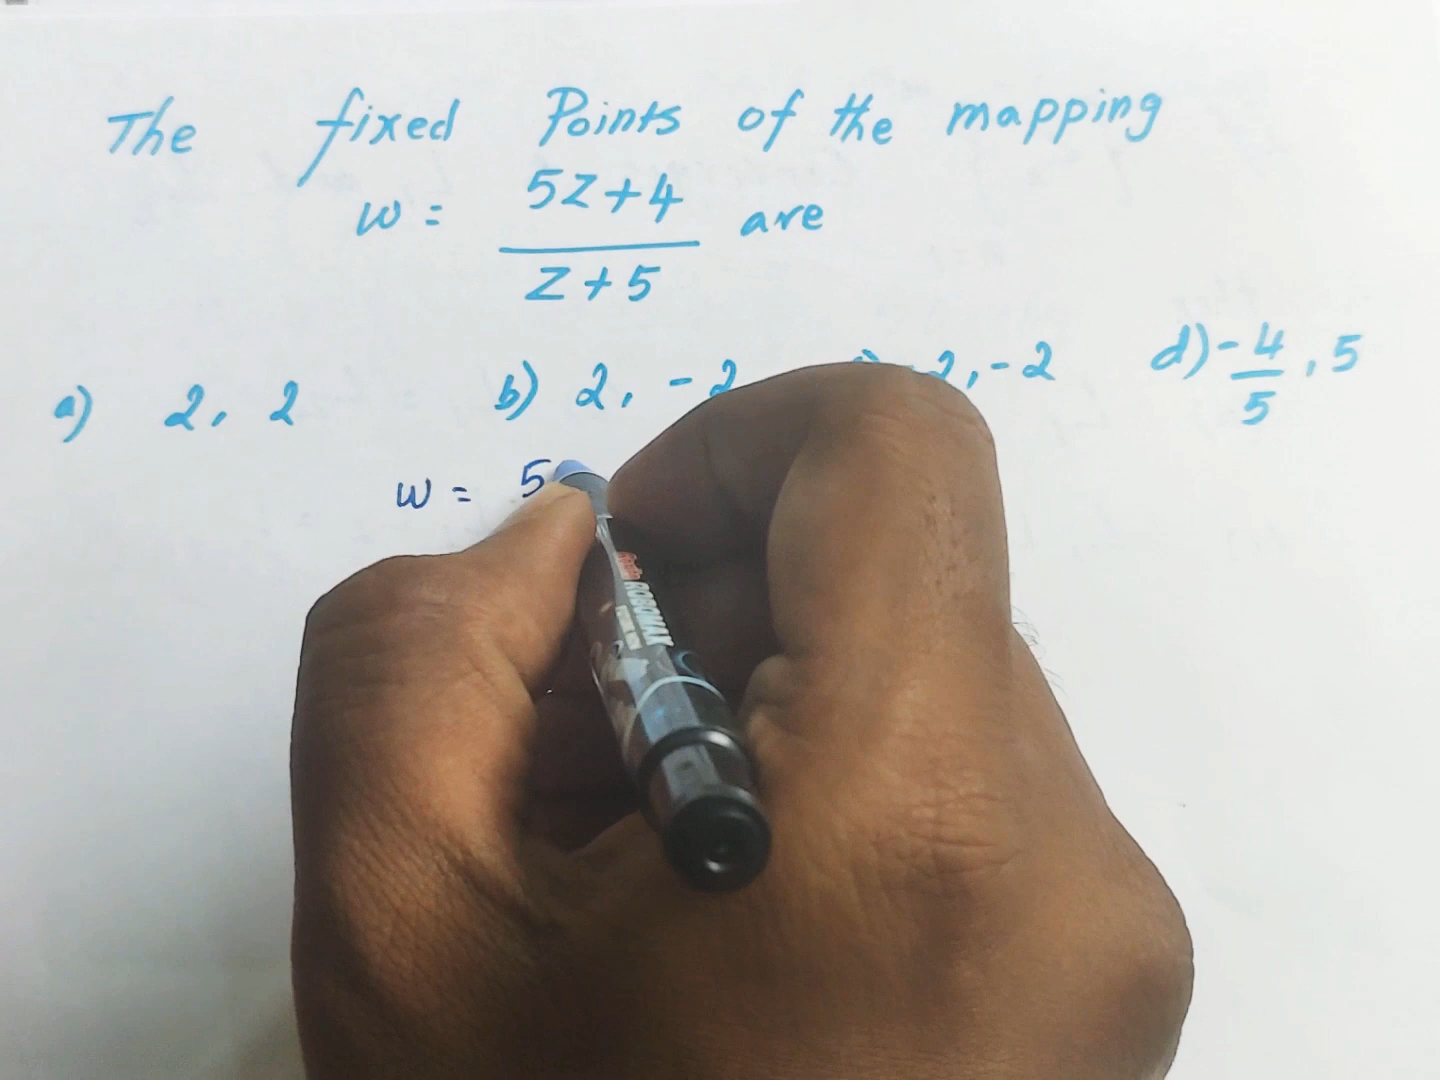 The fixed Points of the mapping
w = 5Z+4 / Z+5 are
a) 2, 2 b) 2, -2 c) -2, -2 d) -4/5, 5
w = 5
ROBOMAX